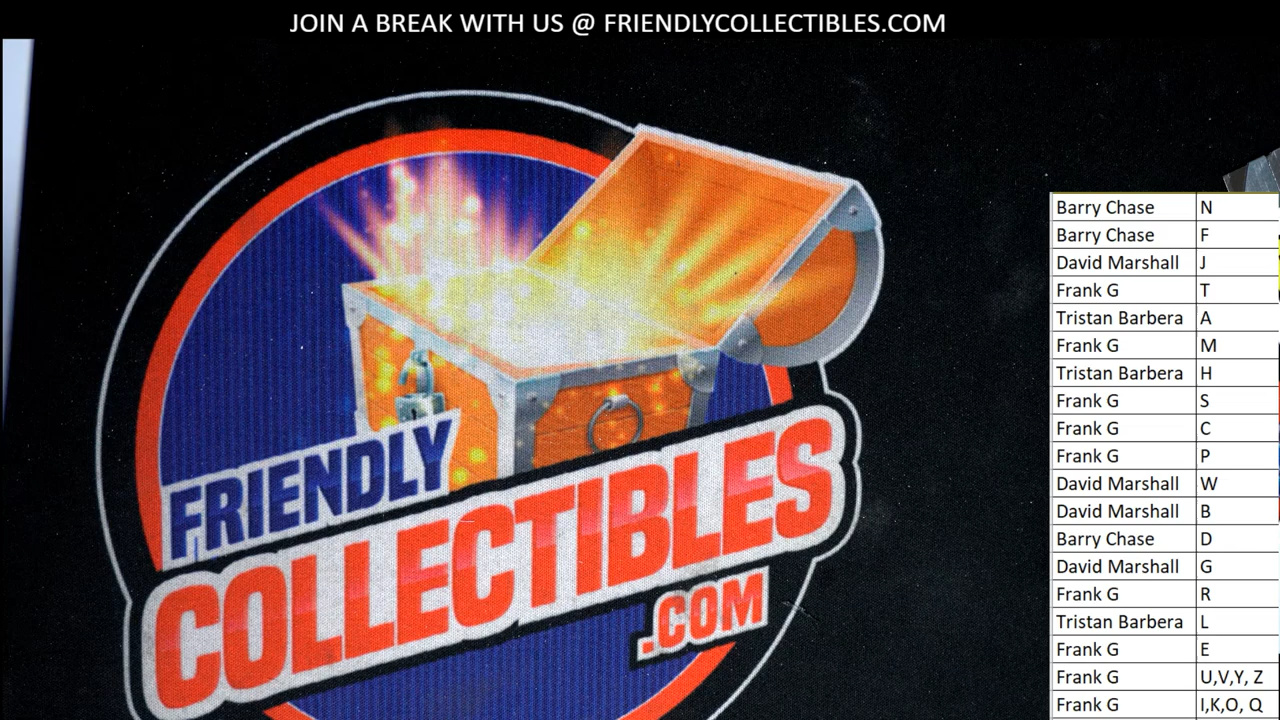 JOIN A BREAK WITH US @ FRIENDLYCOLLECTIBLES.COM
FRIENDLY
COLLECTIBLES
.COM
Barry Chase N
Barry Chase F
David Marshall J
Frank G T
Tristan Barbera A
Frank G M
Tristan Barbera H
Frank G S
Frank G C
Frank G P
David Marshall W
David Marshall B
Barry Chase D
David Marshall G
Frank G R
Tristan Barbera L
Frank G E
Frank G U,V,Y, Z
Frank G I,K,O, Q